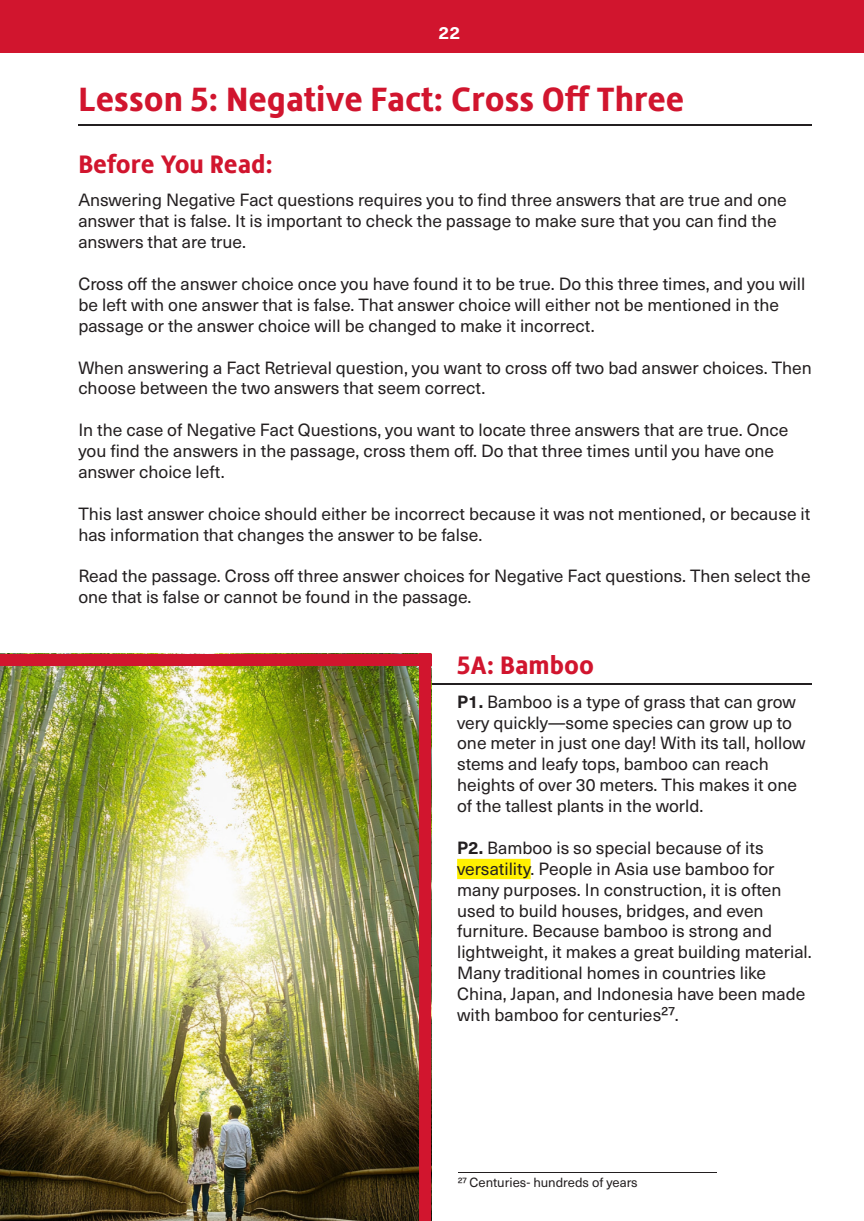 22
Lesson 5: Negative Fact: Cross Off Three
Before You Read:
Answering Negative Fact questions requires you to find three answers that are true and one
answer that is false. It is important to check the passage to make sure that you can find the
answers that are true.
Cross off the answer choice once you have found it to be true. Do this three times, and you will
be left with one answer that is false. That answer choice will either not be mentioned in the
passage or the answer choice will be changed to make it incorrect.
When answering a Fact Retrieval question, you want to cross off two bad answer choices. Then
choose between the two answers that seem correct.
In the case of Negative Fact Questions, you want to locate three answers that are true. Once
you find the answers in the passage, cross them off. Do that three times until you have one
answer choice left.
This last answer choice should either be incorrect because it was not mentioned, or because it
has information that changes the answer to be false.
Read the passage. Cross off three answer choices for Negative Fact questions. Then select the
one that is false or cannot be found in the passage.
5A: Bamboo
P1. Bamboo is a type of grass that can grow
very quickly—some species can grow up to
one meter in just one day! With its tall, hollow
stems and leafy tops, bamboo can reach
heights of over 30 meters. This makes it one
of the tallest plants in the world.
P2. Bamboo is so special because of its
versatility. People in Asia use bamboo for
many purposes. In construction, it is often
used to build houses, bridges, and even
furniture. Because bamboo is strong and
lightweight, it makes a great building material.
Many traditional homes in countries like
China, Japan, and Indonesia have been made
with bamboo for centuries²⁷.
²⁷ Centuries- hundreds of years